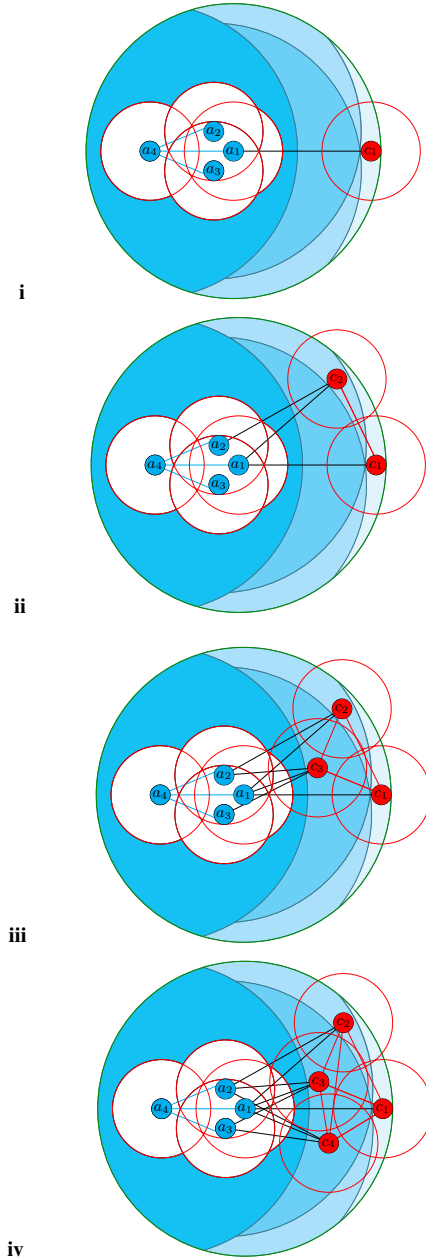 a₂
a₄ a₁ c₁
a₃
i
c₂
a₂
a₄ a₁ c₁
a₃
ii
c₂
a₂ c₃
a₄ a₁ c₁
a₃
iii
c₂
a₂ c₃
a₄ a₁ c₁
a₃ c₄
iv